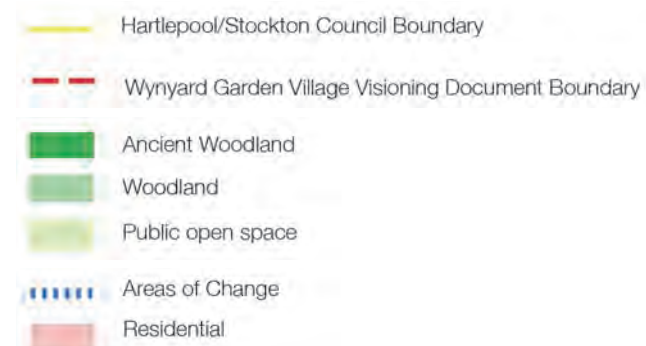 Hartlepool/Stockton Council Boundary
Wynyard Garden Village Visioning Document Boundary
Ancient Woodland
Woodland
Public open space
Areas of Change
Residential